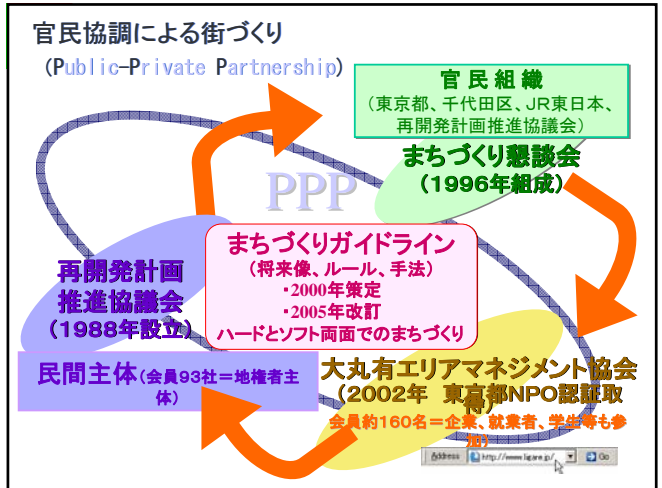 官民協調による街づくり
(Public-Private Partnership)
官民組織
(東京都、千代田区、JR東日本、
再開発計画推進協議会)
まちづくり懇談会
(1996年組成)
PPP
まちづくりガイドライン
(将来像、ルール、手法)
・2000年策定
・2005年改訂
ハードとソフト両面でのまちづくり
再開発計画
推進協議会
(1988年設立)
民間主体(会員93社=地権者主
体)
大丸有エリアマネジメント協会
(2002年 東京都NPO認証取
得)
会員約160名=企業、就業者、学生等も参
加)
Address http://www.ligare.jp/ Go